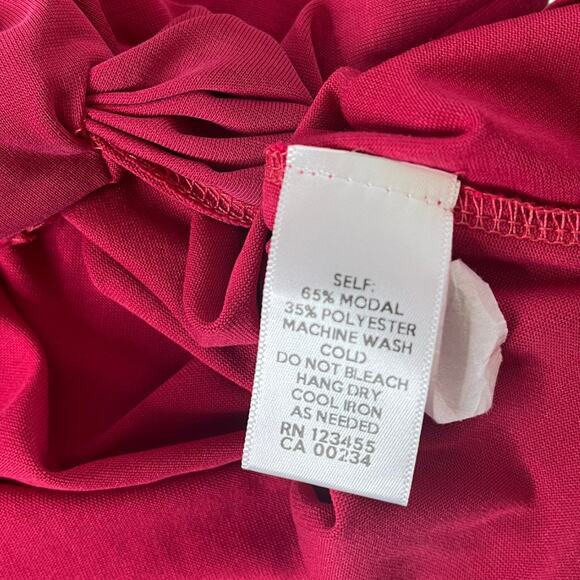 SELF:
65% MODAL
35% POLYESTER
MACHINE WASH
COLD
DO NOT BLEACH
HANG DRY
COOL IRON
AS NEEDED
RN 123455
CA 00234